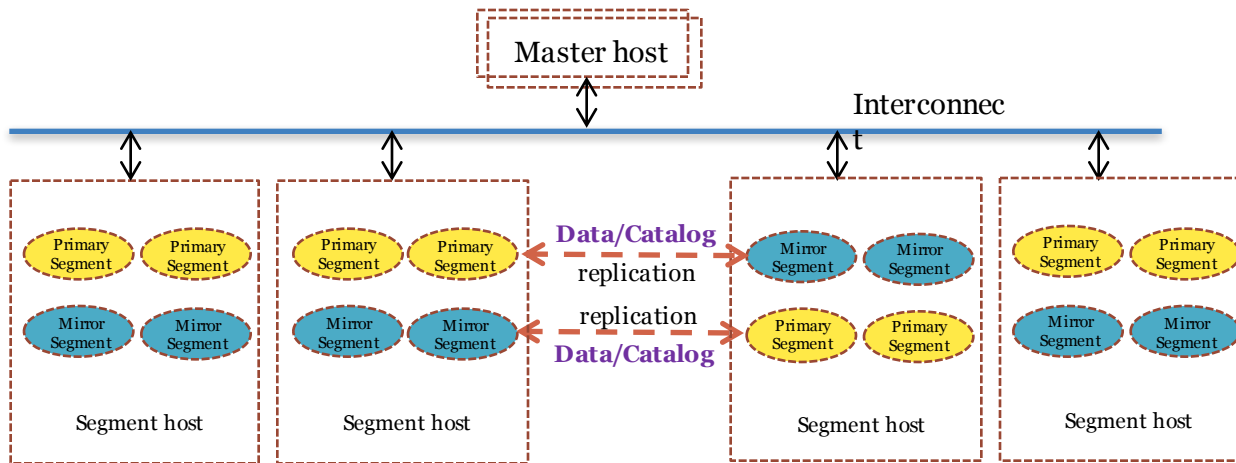 Master host
Interconnec
t
Primary
Segment
Primary
Segment
Mirror
Segment
Mirror
Segment
Segment host
Primary
Segment
Primary
Segment
Mirror
Segment
Mirror
Segment
Segment host
Data/Catalog
replication
replication
Data/Catalog
Mirror
Segment
Mirror
Segment
Primary
Segment
Primary
Segment
Segment host
Primary
Segment
Primary
Segment
Mirror
Segment
Mirror
Segment
Segment host